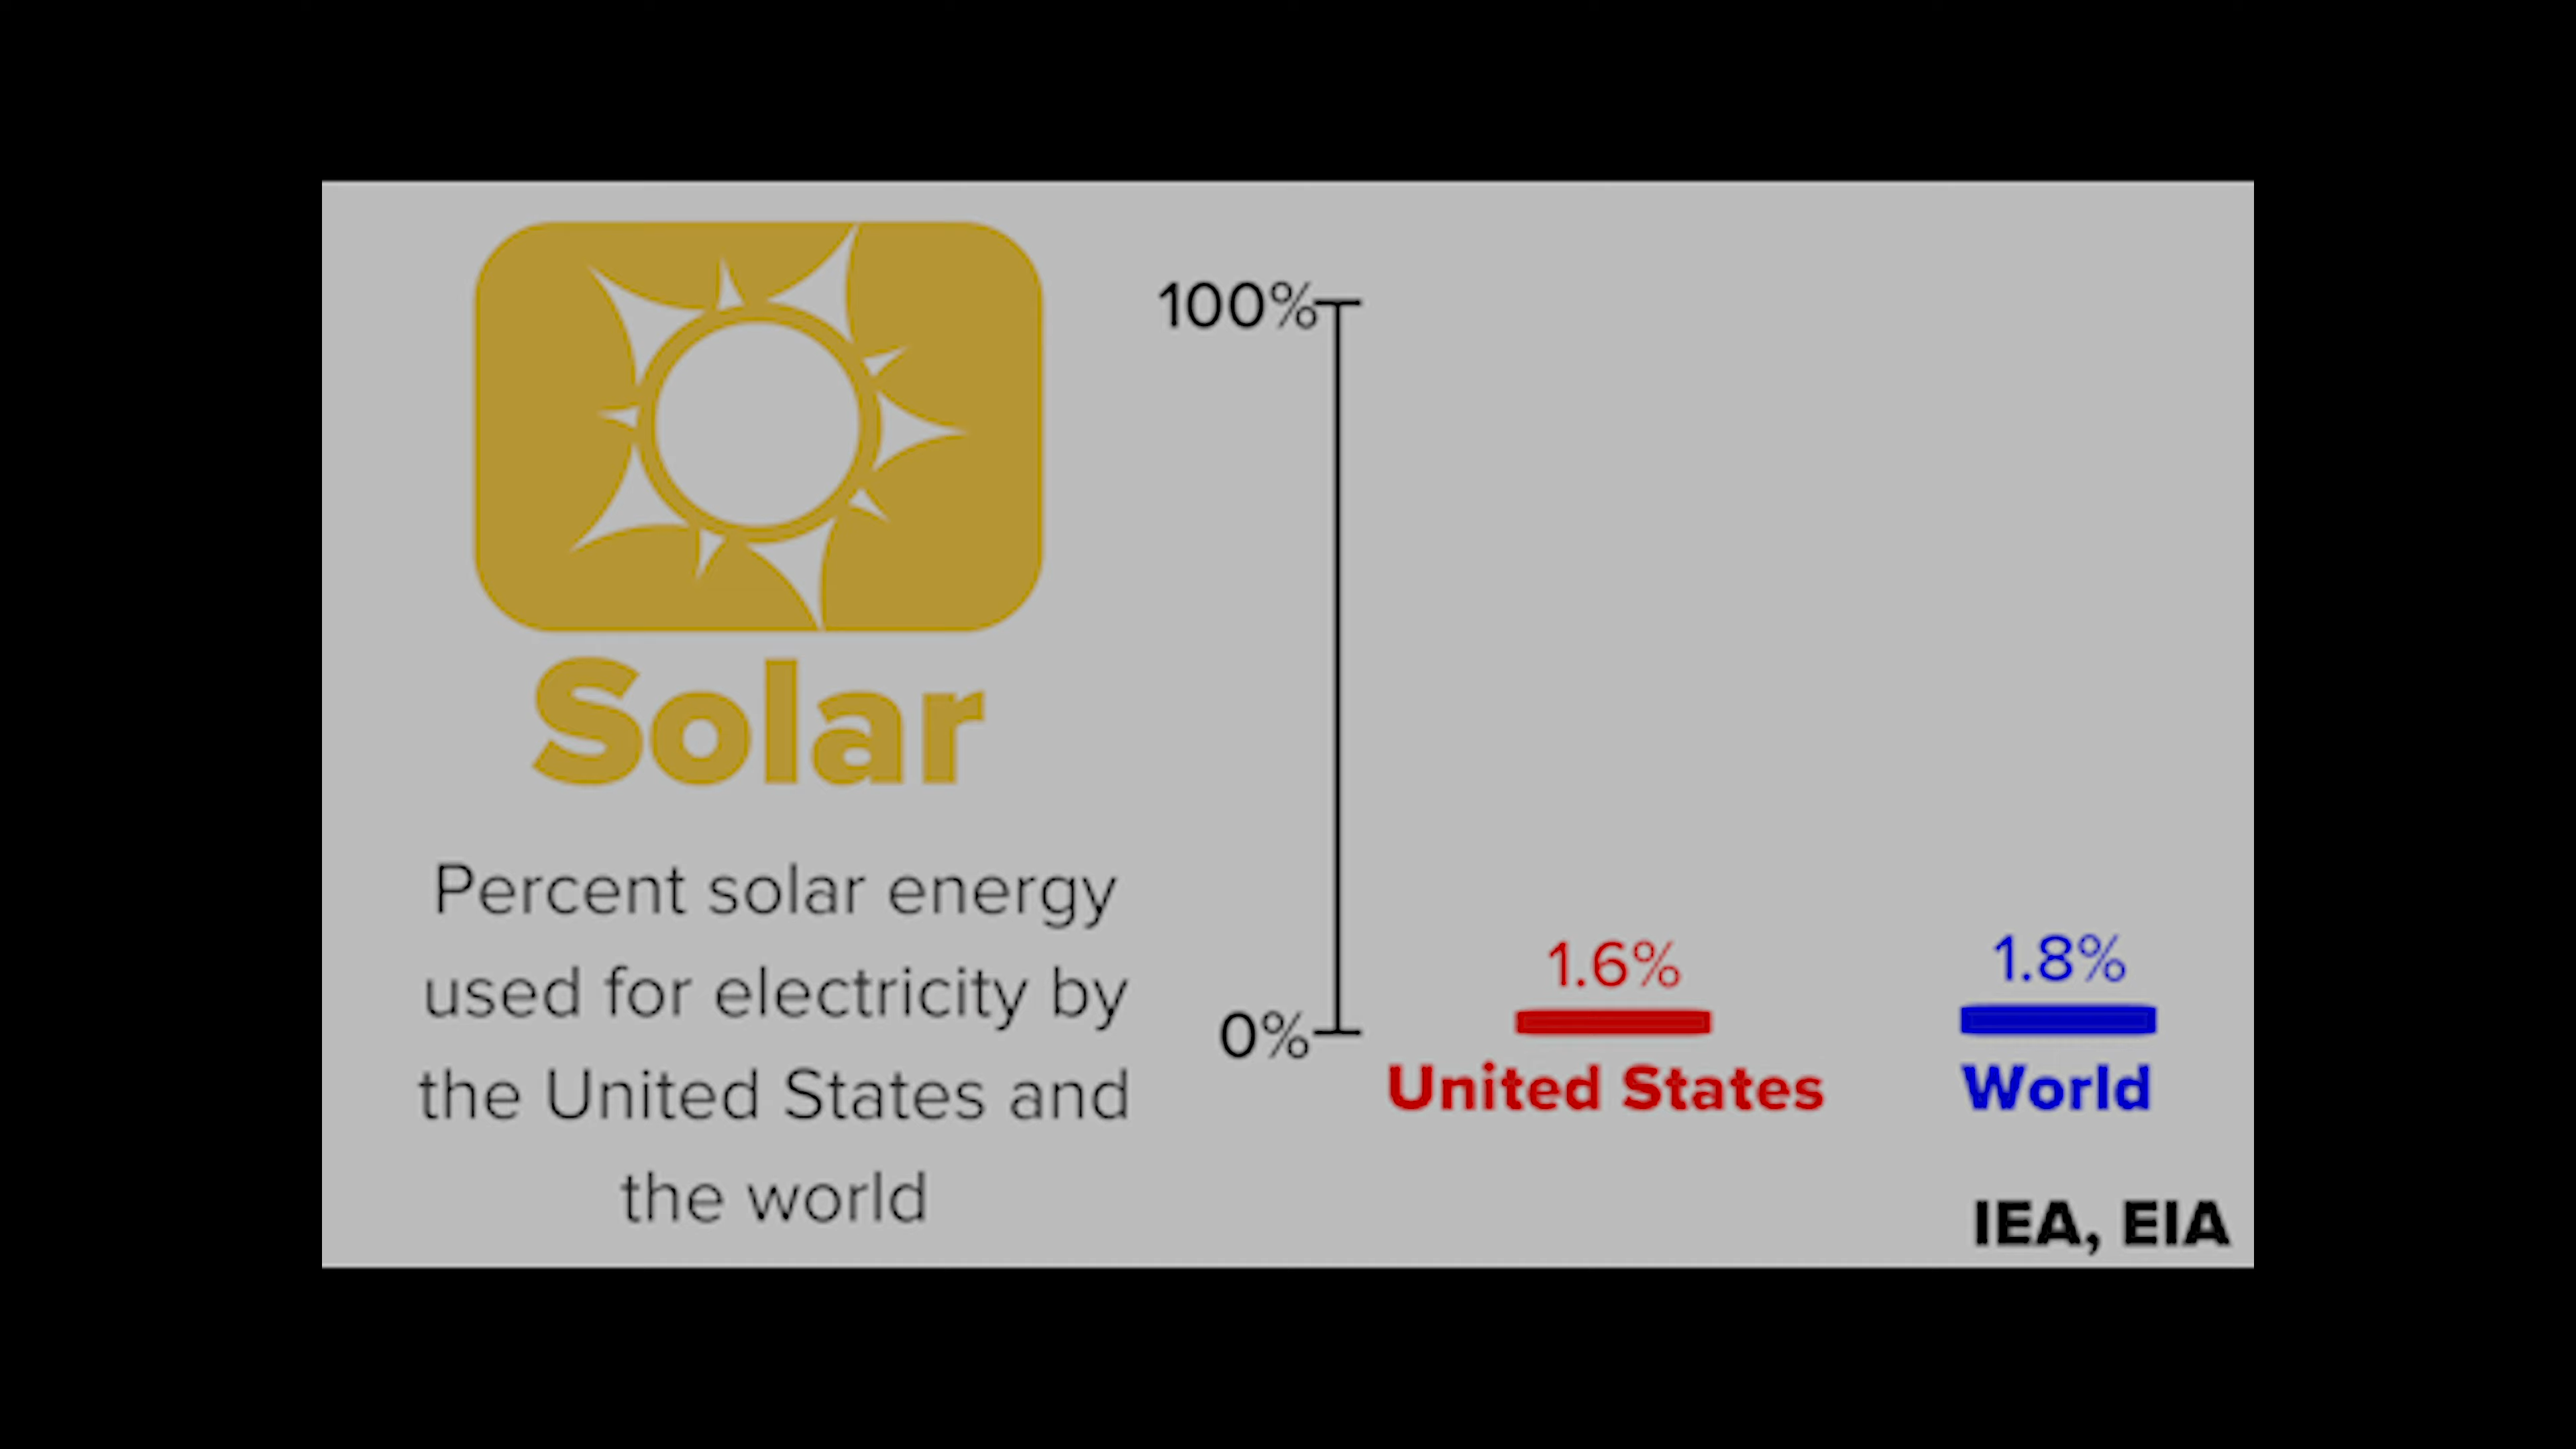 Solar
Percent solar energy
used for electricity by
the United States and
the world
100%
0%
1.6%
United States
1.8%
World
IEA, EIA